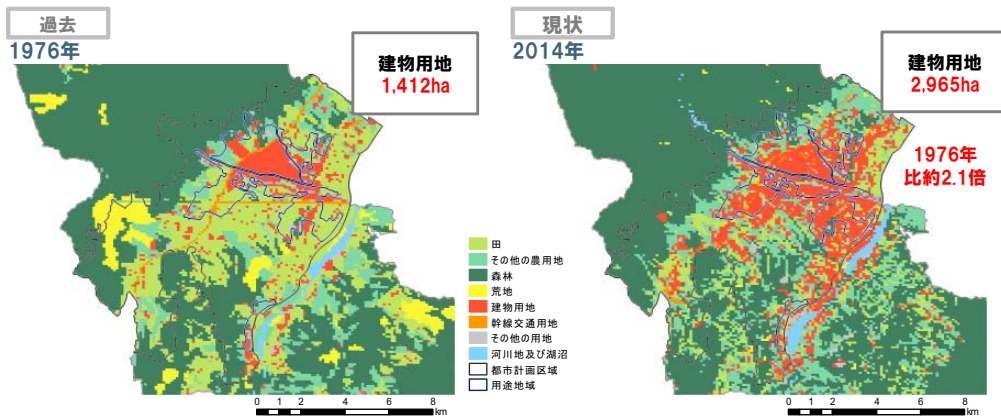 過去
1976年
建物用地
1,412ha
現状
2014年
建物用地
2,965ha
1976年
比約2.1倍
田
その他の農用地
森林
荒地
建物用地
幹線交通用地
その他の用地
河川地及び湖沼
都市計画区域
用途地域
0 1 2 4 6 8
km
0 1 2 4 6 8
km